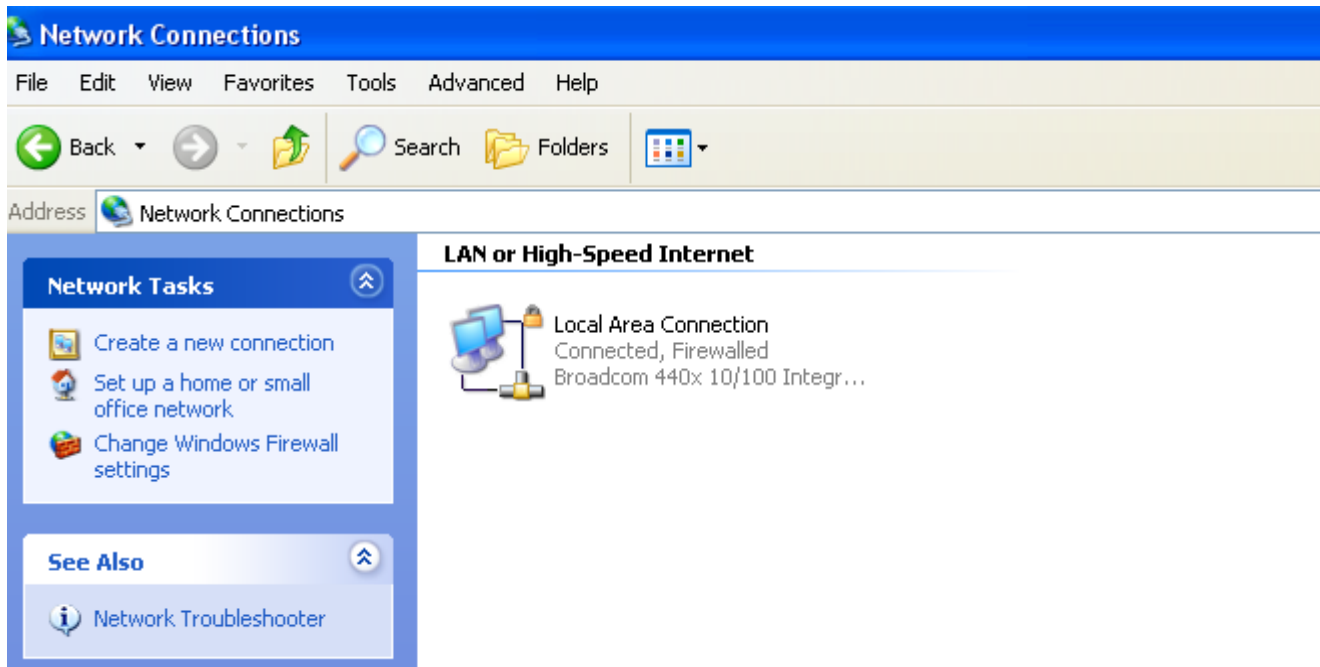 Network Connections
File Edit View Favorites Tools Advanced Help
Back Search Folders
Address Network Connections
Network Tasks
Create a new connection
Set up a home or small
office network
Change Windows Firewall
settings
See Also
Network Troubleshooter
LAN or High-Speed Internet
Local Area Connection
Connected, Firewalled
Broadcom 440x 10/100 Integr...